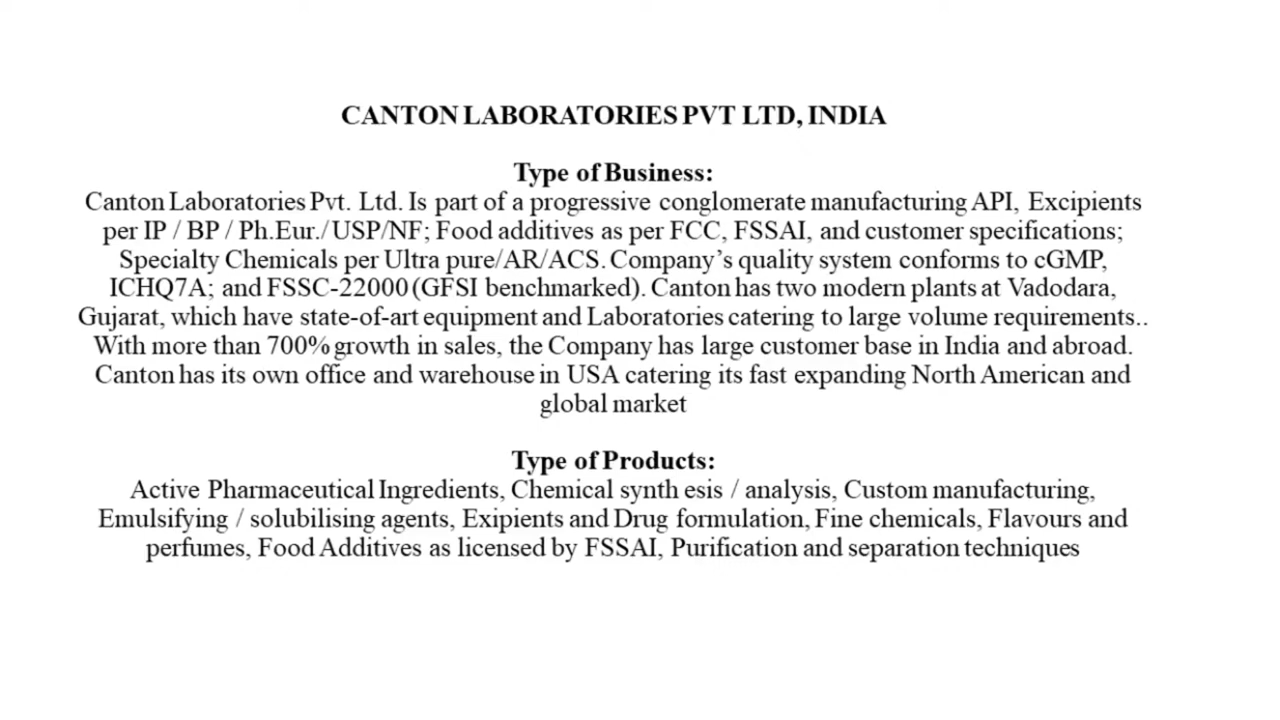 CANTON LABORATORIES PVT LTD, INDIA
Type of Business:
Canton Laboratories Pvt. Ltd. Is part of a progressive conglomerate manufacturing API, Excipients
per IP / BP / Ph.Eur./USP/NF; Food additives as per FCC, FSSAI, and customer specifications;
Specialty Chemicals per Ultra pure/AR/ACS. Company’s quality system conforms to cGMP,
ICHQ7A; and FSSC-22000 (GFSI benchmarked). Canton has two modern plants at Vadodara,
Gujarat, which have state-of-art equipment and Laboratories catering to large volume requirements..
With more than 700% growth in sales, the Company has large customer base in India and abroad.
Canton has its own office and warehouse in USA catering its fast expanding North American and
global market
Type of Products:
Active Pharmaceutical Ingredients, Chemical synth esis / analysis, Custom manufacturing,
Emulsifying / solubilising agents, Exipients and Drug formulation, Fine chemicals, Flavours and
perfumes, Food Additives as licensed by FSSAI, Purification and separation techniques